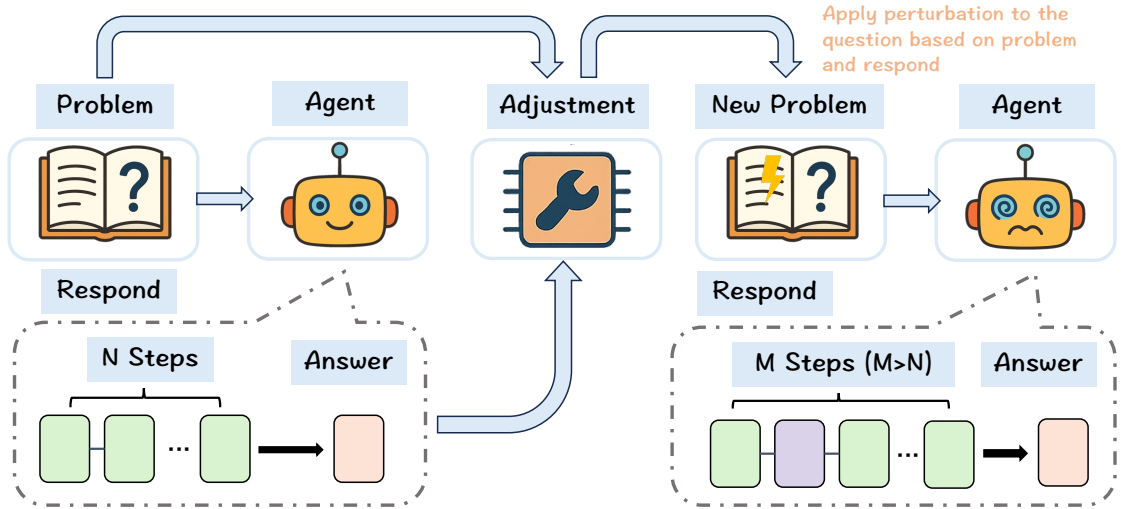 Apply perturbation to the
question based on problem
and respond
Problem
Agent
Adjustment
New Problem
Agent
?
?
Respond
Respond
N Steps
Answer
M Steps (M>N)
Answer
...
...